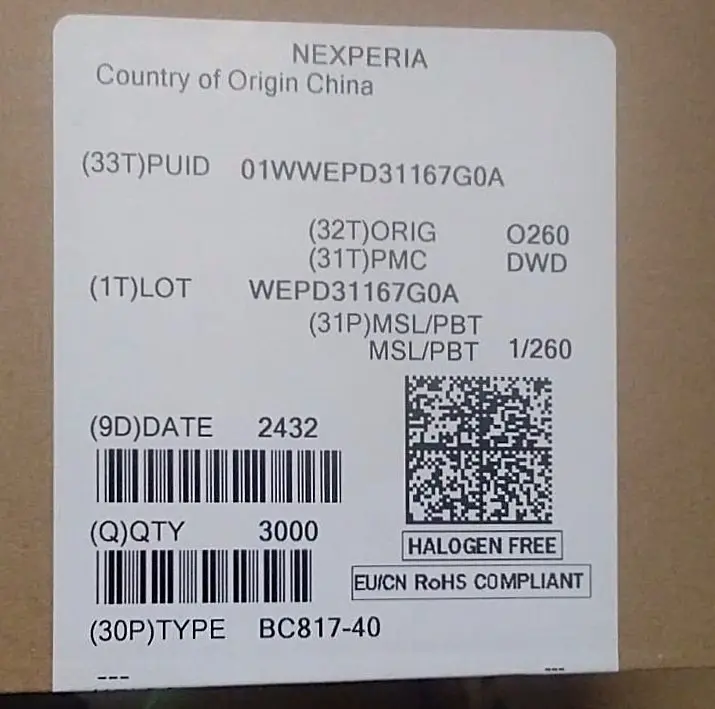 NEXPERIA
Country of Origin China
(33T)PUID 01WWEPD31167G0A
(32T)ORIG O260
(31T)PMC DWD
(1T)LOT WEPD31167G0A
(31P)MSL/PBT
MSL/PBT 1/260
(9D)DATE 2432
(Q)QTY 3000
HALOGEN FREE
EU/CN RoHS COMPLIANT
(30P)TYPE BC817-40